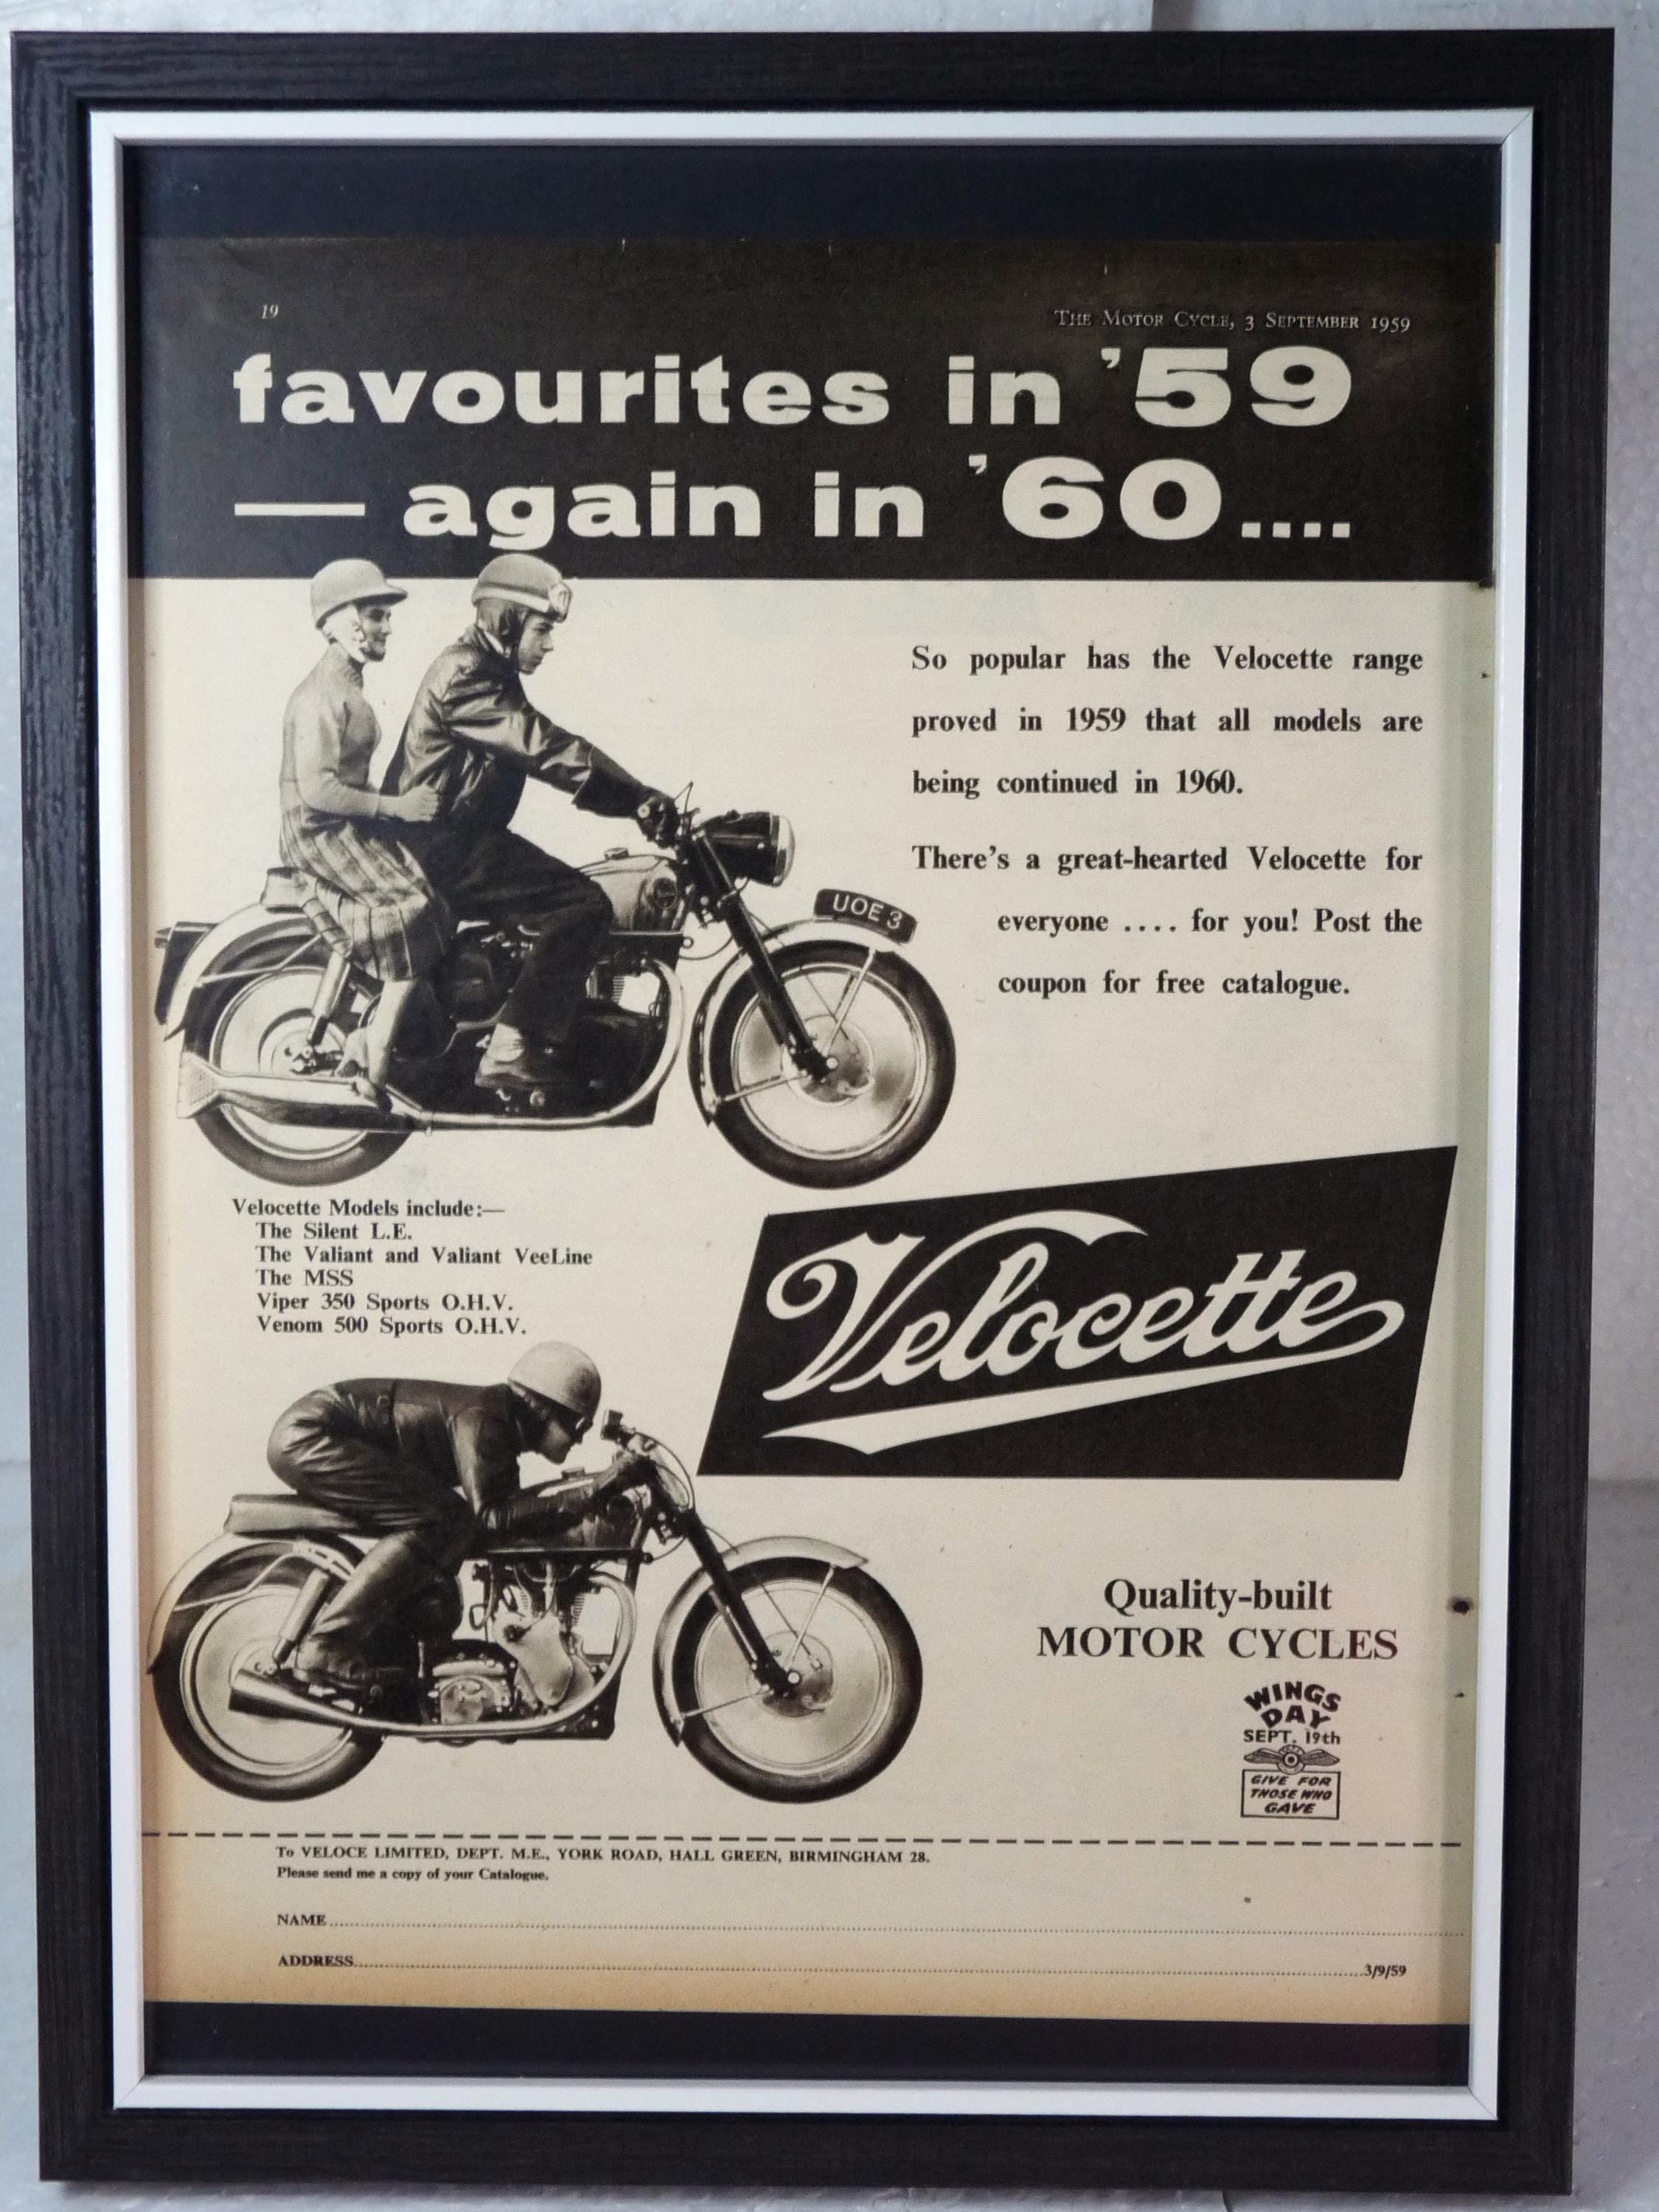 19
THE MOTOR CYCLE, 3 SEPTEMBER 1959
favourites in '59
— again in '60....
So popular has the Velocette range
proved in 1959 that all models are
being continued in 1960.
UOE 3
There's a great-hearted Velocette for
everyone .... for you! Post the
coupon for free catalogue.
Velocette Models include:—
The Silent L.E.
The Valiant and Valiant VeeLine
The MSS
Viper 350 Sports O.H.V.
Venom 500 Sports O.H.V.
Velocette
Quality-built
MOTOR CYCLES
WINGS
DAY
SEPT. 19th
GIVE FOR
THOSE WHO
GAVE
To VELOCE LIMITED, DEPT. M.E., YORK ROAD, HALL GREEN, BIRMINGHAM 28.
Please send me a copy of your Catalogue.
NAME
ADDRESS 3/9/59